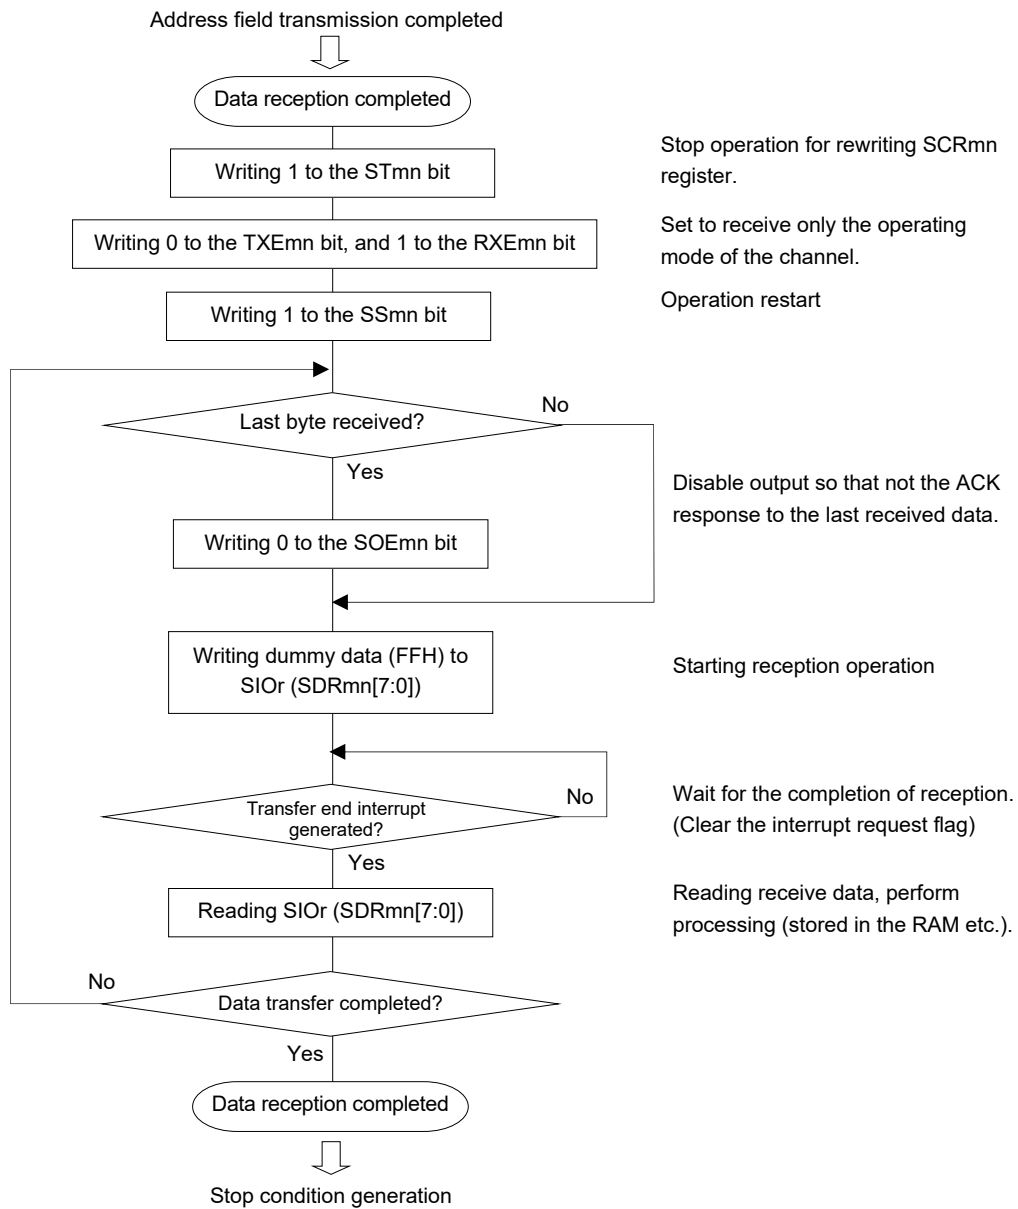 Address field transmission completed
Data reception completed
Writing 1 to the STmn bit
Stop operation for rewriting SCRmn
register.
Writing 0 to the TXEmn bit, and 1 to the RXEmn bit
Set to receive only the operating
mode of the channel.
Writing 1 to the SSmn bit
Operation restart
Last byte received?
No
Yes
Disable output so that not the ACK
response to the last received data.
Writing 0 to the SOEmn bit
Writing dummy data (FFH) to
SIOr (SDRmn[7:0])
Starting reception operation
Transfer end interrupt
generated?
No
Wait for the completion of reception.
(Clear the interrupt request flag)
Yes
Reading SIOr (SDRmn[7:0])
Reading receive data, perform
processing (stored in the RAM etc.).
No
Data transfer completed?
Yes
Data reception completed
Stop condition generation